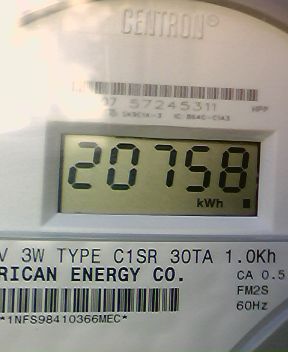 CENTRON®
57245311
20758
kWh
V 3W TYPE C1SR 30TA 1.0Kh
RICAN ENERGY CO.
CA 0.5
FM2S
60Hz
*1NFS98410366MEC*